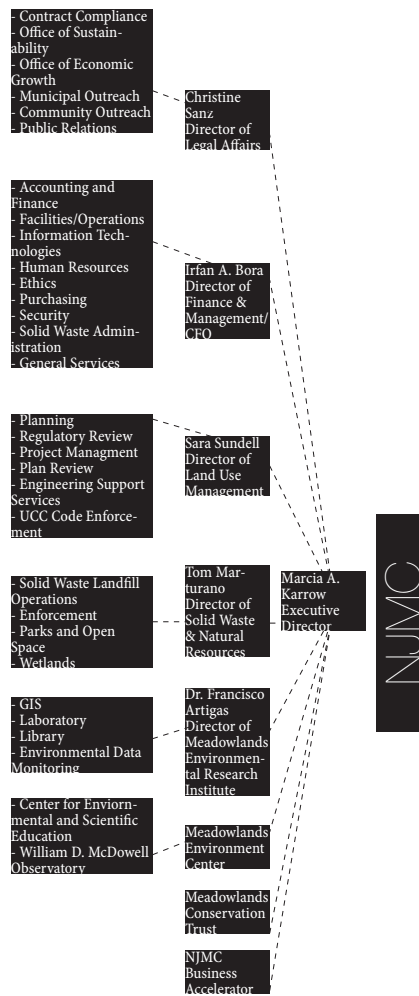 - Contract Compliance
- Office of Sustain-
ability
- Office of Economic
Growth
- Municipal Outreach
- Community Outreach
- Public Relations
Christine
Sanz
Director of
Legal Affairs
- Accounting and
Finance
- Facilities/Operations
- Information Tech-
nologies
- Human Resources
- Ethics
- Purchasing
- Security
- Solid Waste Admin-
istration
- General Services
Irfan A. Bora
Director of
Finance &
Management/
CFO
- Planning
- Regulatory Review
- Project Managment
- Plan Review
- Engineering Support
Services
- UCC Code Enforce-
ment
Sara Sundell
Director of
Land Use
Management
- Solid Waste Landfill
Operations
- Enforcement
- Parks and Open
Space
- Wetlands
Tom Mar-
turano
Director of
Solid Waste
& Natural
Resources
Marcia A.
Karrow
Executive
Director
NJMC
- GIS
- Laboratory
- Library
- Environmental Data
Monitoring
Dr. Francisco
Artigas
Director of
Meadowlands
Environmen-
tal Research
Institute
- Center for Enviorn-
mental and Scientific
Education
- William D. McDowell
Observatory
Meadowlands
Environment
Center
Meadowlands
Conservation
Trust
NJMC
Business
Accelerator